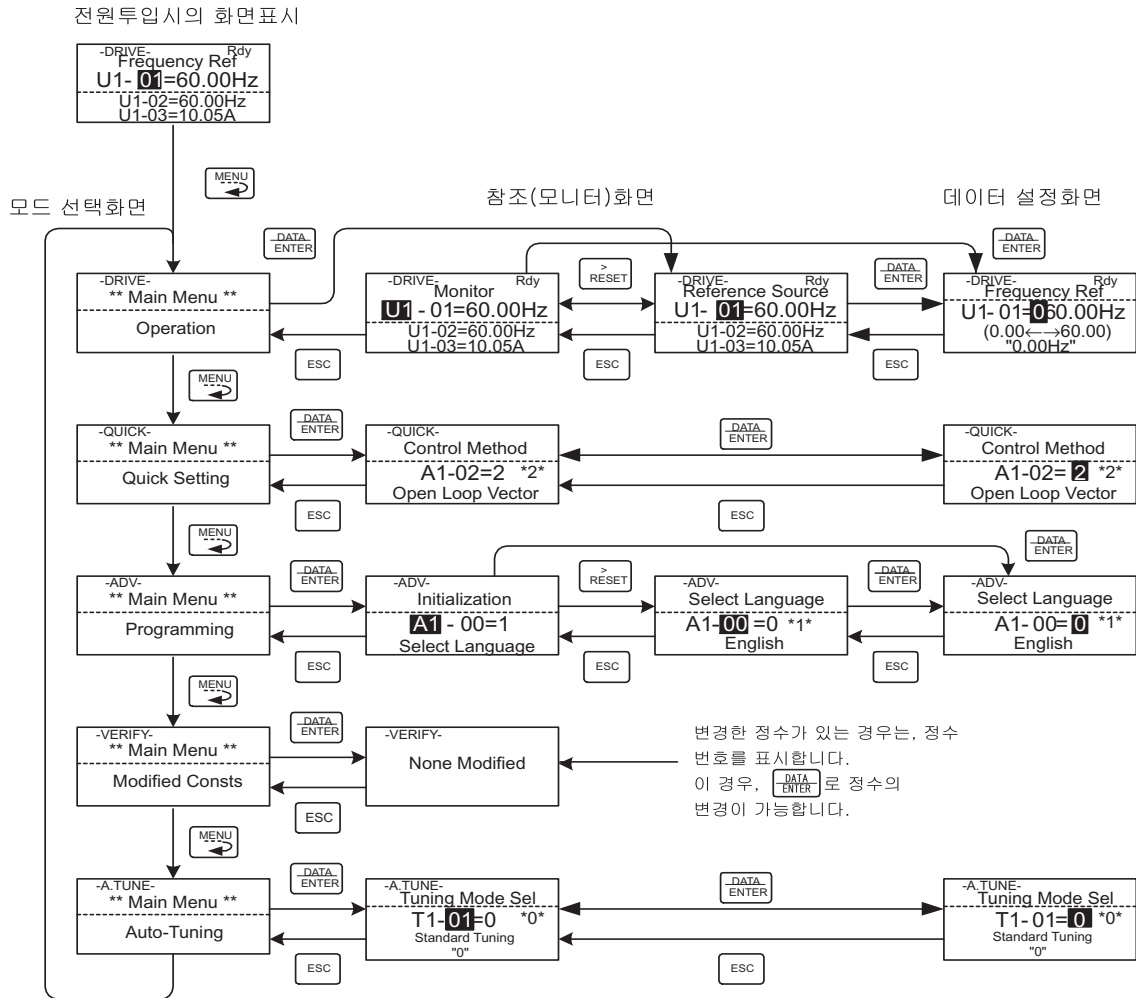 전원투입시의 화면표시
-DRIVE- Rdy
Frequency Ref
U1- 01=60.00Hz
U1-02=60.00Hz
U1-03=10.05A
MENU
모드 선택화면
참조(모니터)화면
데이터 설정화면
DATA
ENTER
DATA
ENTER
-DRIVE-
** Main Menu **
Operation
-DRIVE- Rdy
Monitor
U1 - 01=60.00Hz
U1-02=60.00Hz
U1-03=10.05A
>
RESET
-DRIVE- Rdy
Reference Source
U1- 01=60.00Hz
U1-02=60.00Hz
U1-03=10.05A
DATA
ENTER
-DRIVE- Rdy
Frequency Ref
U1- 01=060.00Hz
(0.00←→60.00)
"0.00Hz"
ESC
ESC
ESC
MENU
-QUICK-
** Main Menu **
Quick Setting
DATA
ENTER
-QUICK-
Control Method
A1-02=2 *2*
Open Loop Vector
DATA
ENTER
-QUICK-
Control Method
A1-02= 2 *2*
Open Loop Vector
ESC
ESC
MENU
DATA
ENTER
-ADV-
** Main Menu **
Programming
DATA
ENTER
-ADV-
Initialization
A1 - 00=1
Select Language
>
RESET
-ADV-
Select Language
A1-00 =0 *1*
English
DATA
ENTER
-ADV-
Select Language
A1- 00= 0 *1*
English
ESC
ESC
ESC
MENU
-VERIFY-
** Main Menu **
Modified Consts
DATA
ENTER
-VERIFY-
None Modified
변경한 정수가 있는 경우는, 정수
번호를 표시합니다.
이 경우, DATA ENTER 로 정수의
변경이 가능합니다.
ESC
MENU
-A.TUNE-
** Main Menu **
Auto-Tuning
DATA
ENTER
-A.TUNE-
Tuning Mode Sel
T1-01=0 *0*
Standard Tuning
"0"
DATA
ENTER
-A.TUNE-
Tuning Mode Sel
T1- 01= 0 *0*
Standard Tuning
"0"
ESC
ESC